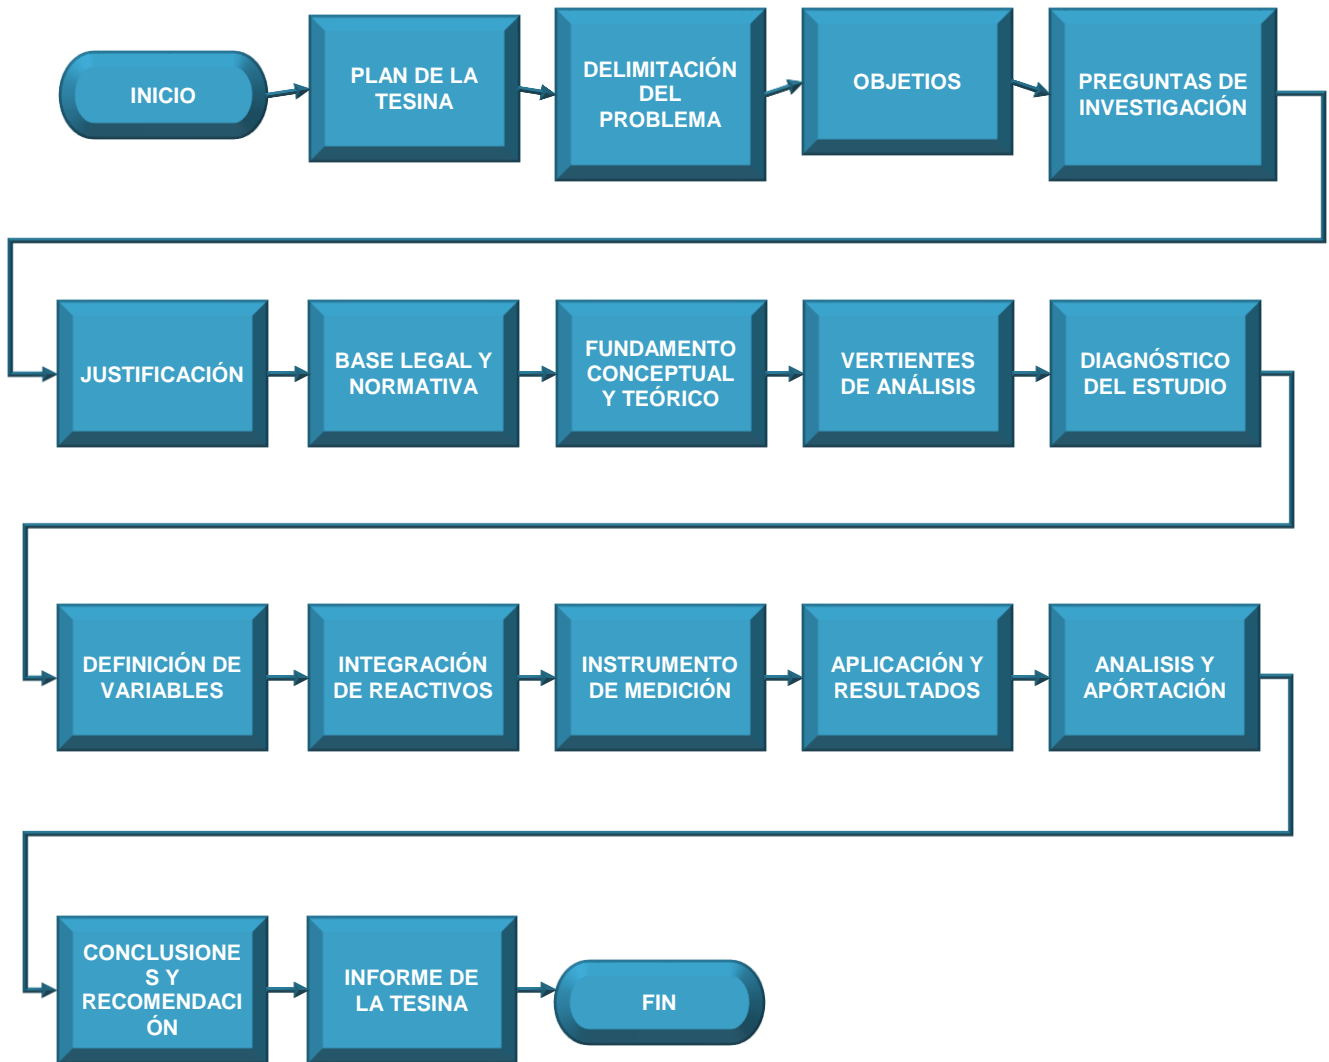 INICIO
PLAN DE LA
TESINA
DELIMITACIÓN
DEL
PROBLEMA
OBJETIOS
PREGUNTAS DE
INVESTIGACIÓN
JUSTIFICACIÓN
BASE LEGAL Y
NORMATIVA
FUNDAMENTO
CONCEPTUAL
Y TEÓRICO
VERTIENTES
DE ANÁLISIS
DIAGNÓSTICO
DEL ESTUDIO
DEFINICIÓN DE
VARIABLES
INTEGRACIÓN
DE REACTIVOS
INSTRUMENTO
DE MEDICIÓN
APLICACIÓN Y
RESULTADOS
ANALISIS Y
APÓRTACIÓN
CONCLUSIONE
S Y
RECOMENDACI
ÓN
INFORME DE
LA TESINA
FIN